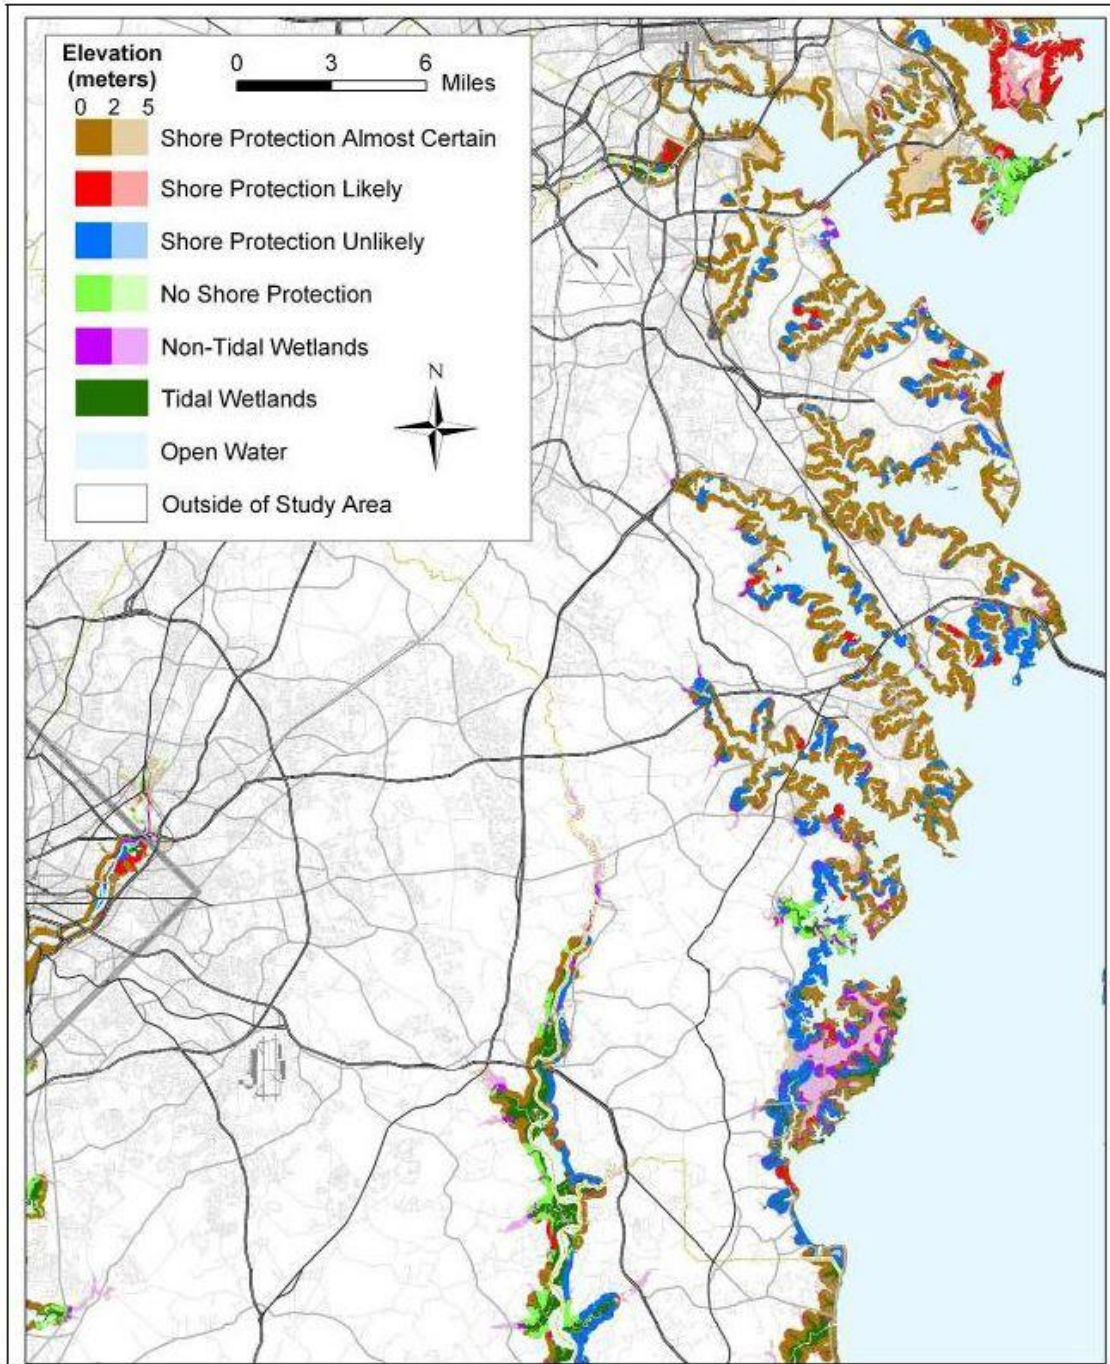 Elevation
(meters)
0 2 5
0 3 6
Miles
Shore Protection Almost Certain
Shore Protection Likely
Shore Protection Unlikely
No Shore Protection
Non-Tidal Wetlands
N
Tidal Wetlands
Open Water
Outside of Study Area